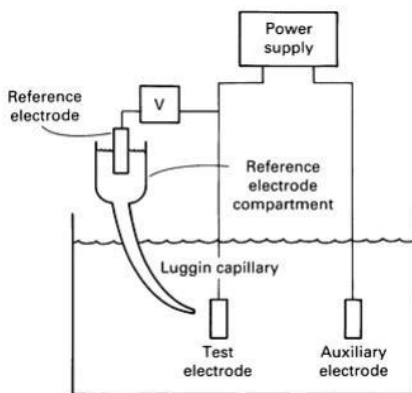 Power
supply
V
Reference
electrode
Reference
electrode
compartment
Luggin capillary
Test
electrode
Auxiliary
electrode